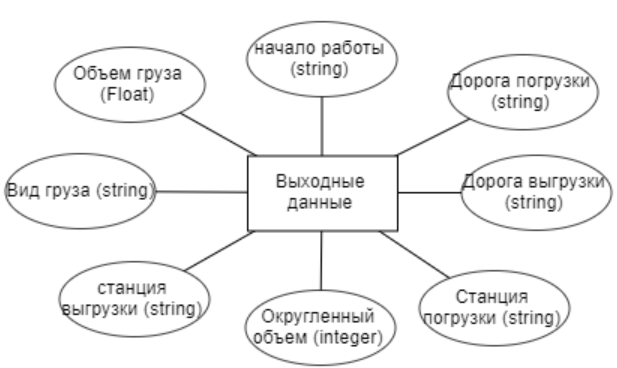 начало работы
(string)
Объем груза
(Float)
Дорога погрузки
(string)
Вид груза (string)
Выходные
данные
Дорога выгрузки
(string)
станция
выгрузки (string)
Округленный
объем (integer)
Станция
погрузки (string)